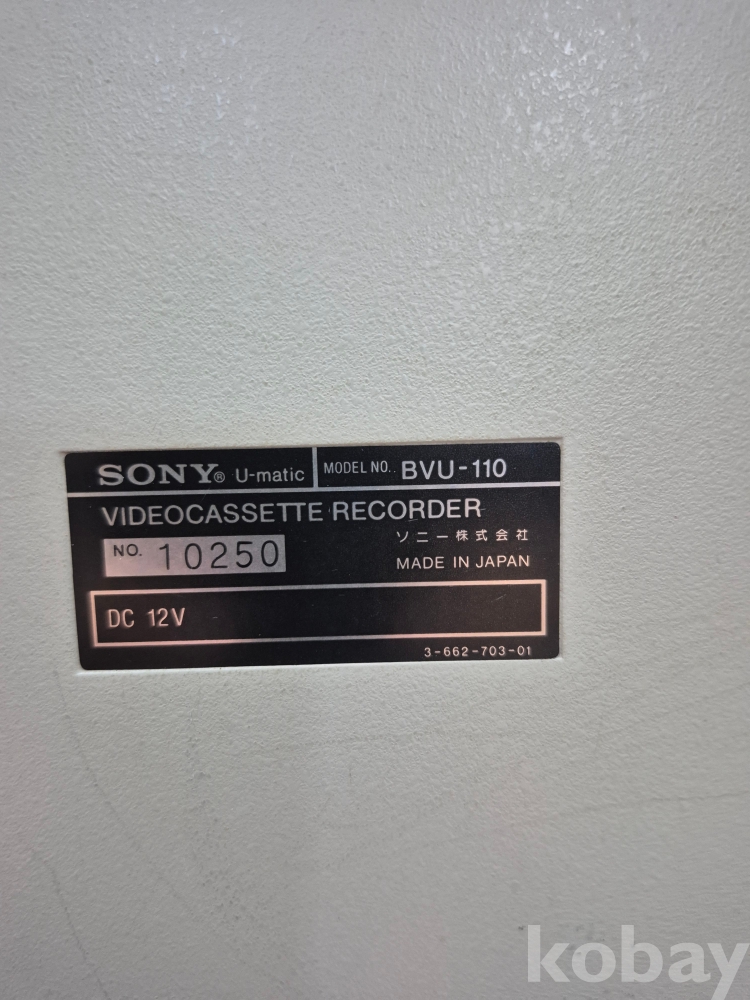 SONY® U-matic MODEL NO.. BVU-110
VIDEOCASSETTE RECORDER
ソニー株式会社
NO. 10250
MADE IN JAPAN
DC 12V
3-662-703-01
kobay